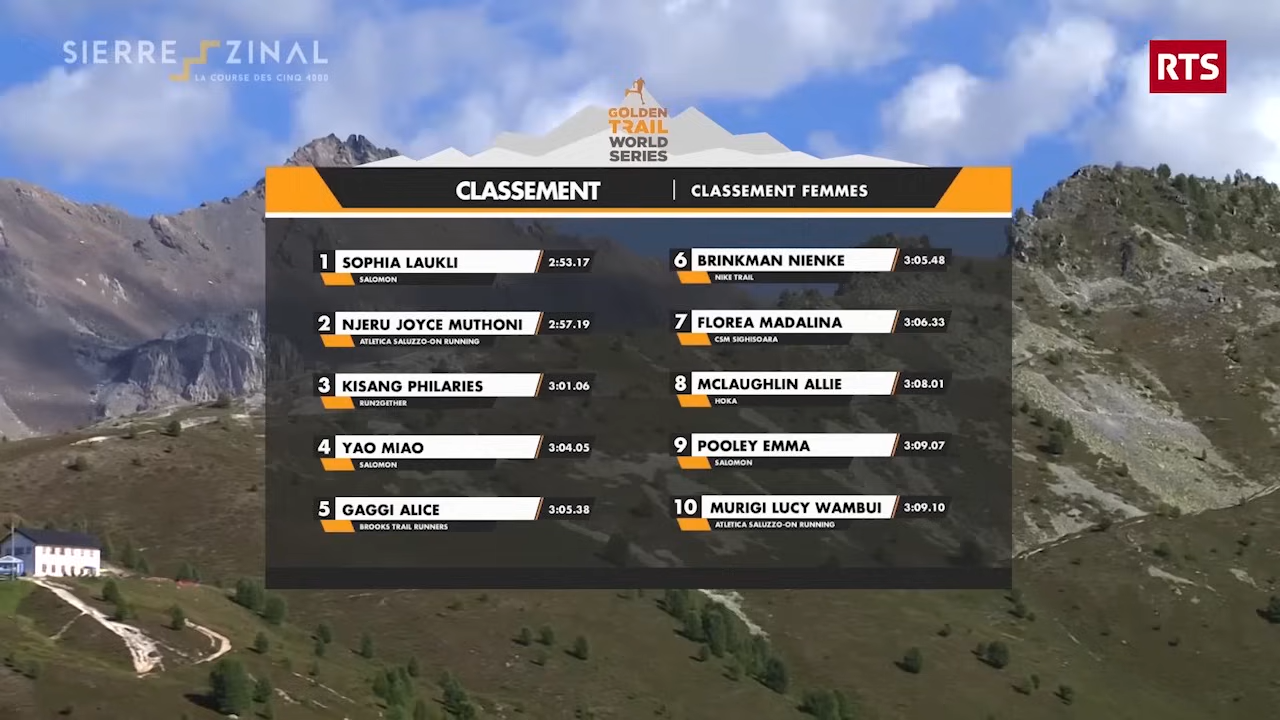 SIERRE ZINAL
LA COURSE DES CINQ 4000
RTS
GOLDEN
TRAIL
WORLD
SERIES
CLASSEMENT | CLASSEMENT FEMMES
1 SOPHIA LAUKLI 2:53.17
SALOMON
2 NJERU JOYCE MUTHONI 2:57.19
ATLETICA SALUZZO-ON RUNNING
3 KISANG PHILARIES 3:01.06
RUN2GETHER
4 YAO MIAO 3:04.05
SALOMON
5 GAGGI ALICE 3:05.38
BROOKS TRAIL RUNNERS
6 BRINKMAN NIENKE 3:05.48
NIKE TRAIL
7 FLOREA MADALINA 3:06.33
CSM SIGHISOARA
8 MCLAUGHLIN ALLIE 3:08.01
HOKA
9 POOLEY EMMA 3:09.07
SALOMON
10 MURIGI LUCY WAMBUI 3:09.10
ATLETICA SALUZZO-ON RUNNING